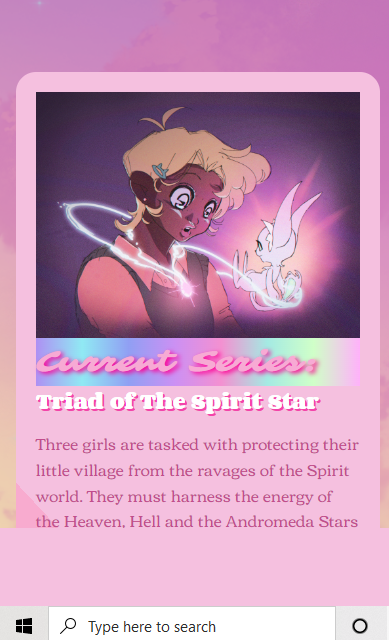 Current Series:
Triad of The Spirit Star
Three girls are tasked with protecting their
little village from the ravages of the Spirit
world. They must harness the energy of
the Heaven, Hell and the Andromeda Stars
Type here to search